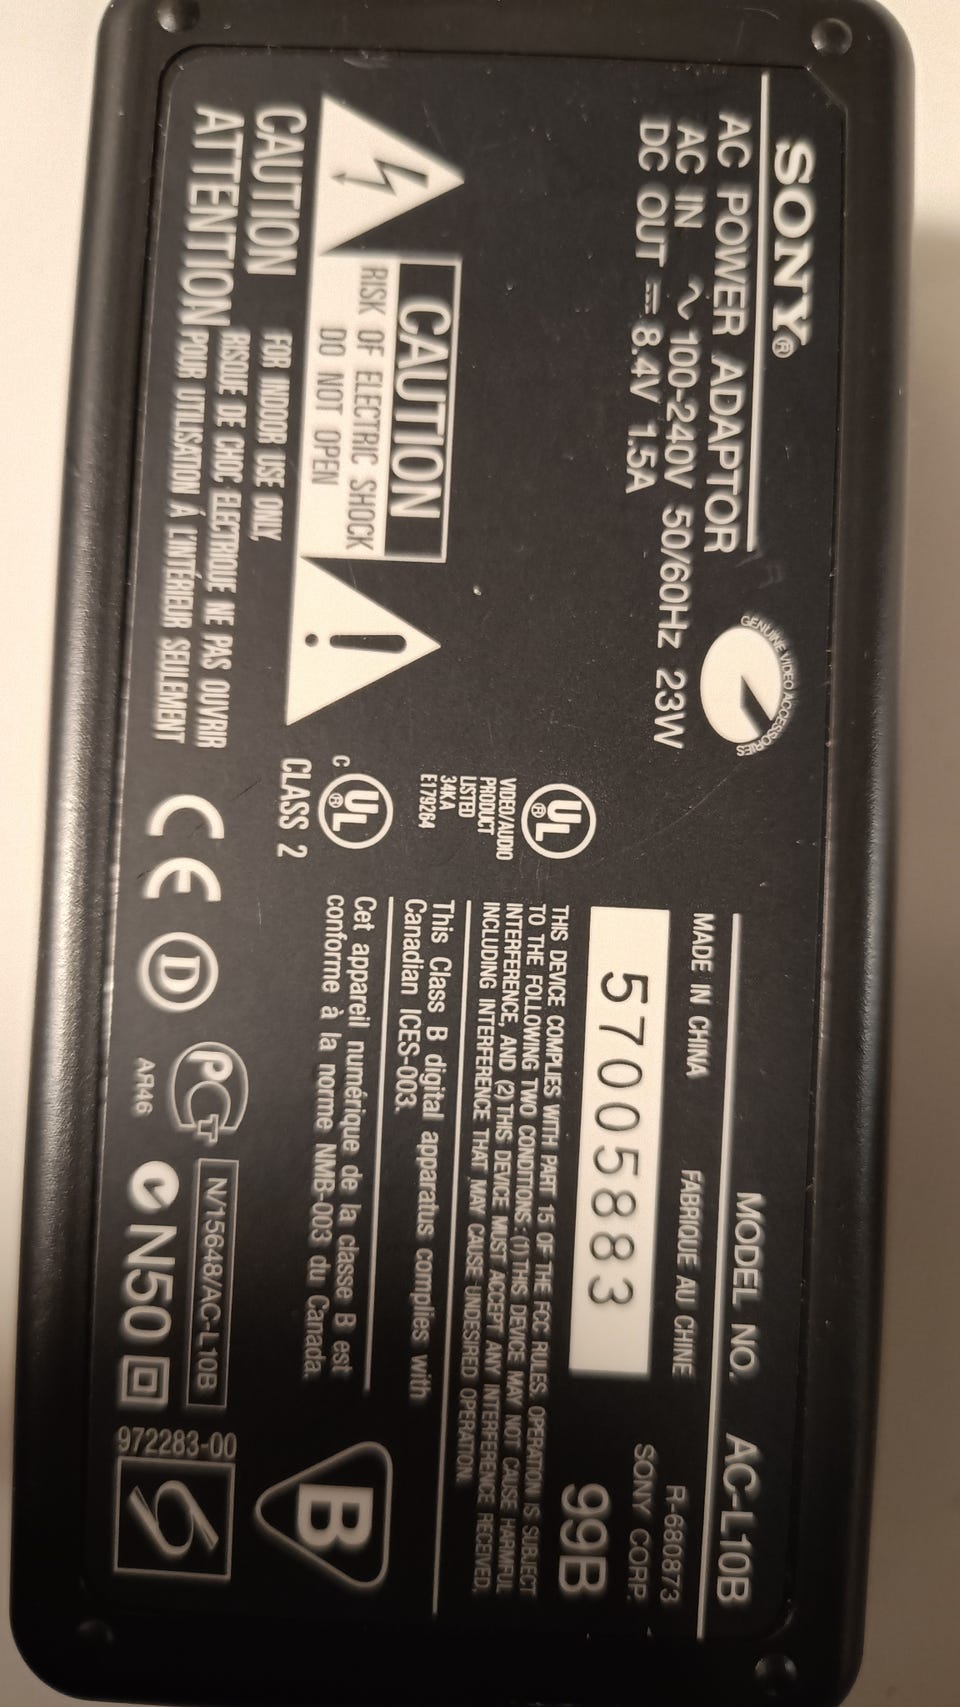 SONY®
AC POWER ADAPTOR
AC IN ~ 100-240V 50/60Hz 23W
DC OUT ⎓ 8.4V 1.5A
GENUINE VIDEO ACCESSORIES
CAUTION
RISK OF ELECTRIC SHOCK
DO NOT OPEN
CAUTION FOR INDOOR USE ONLY,
RISQUE DE CHOC ELECTRIQUE NE PAS OUVRIR
ATTENTION POUR UTILISATION Á L'INTÉRIEUR SEULEMENT
UL®
VIDEO/AUDIO
PRODUCT
LISTED
34KA
E179264
C UL®
CLASS 2
MODEL NO. AC-L10B
R-680873
MADE IN CHINA FABRIQUE AU CHINE SONY CORP.
57005883 99B
THIS DEVICE COMPLIES WITH PART 15 OF THE FCC RULES. OPERATION IS SUBJECT
TO THE FOLLOWING TWO CONDITIONS: (1) THIS DEVICE MAY NOT CAUSE HARMFUL
INTERFERENCE, AND (2) THIS DEVICE MUST ACCEPT ANY INTERFERENCE RECEIVED,
INCLUDING INTERFERENCE THAT MAY CAUSE UNDESIRED OPERATION.
This Class B digital apparatus complies with
Canadian ICES-003.
Cet appareil numérique de la classe B est
conforme à la norme NMB-003 du Canada.
B
CE D PCT
AЯ46
N/15648/AC-L10B
N50
972283-00